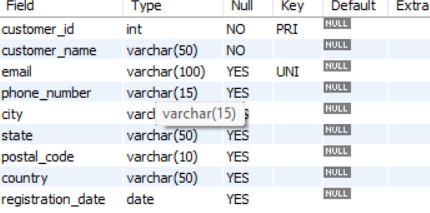 Field Type Null Key Default Extra
customer_id int NO PRI NULL
customer_name varchar(50) NO NULL
email varchar(100) YES UNI NULL
phone_number varchar(15) YES NULL
city varch varchar(15) S NULL
state varchar(50) YES NULL
postal_code varchar(10) YES NULL
country varchar(50) YES NULL
registration_date date YES NULL